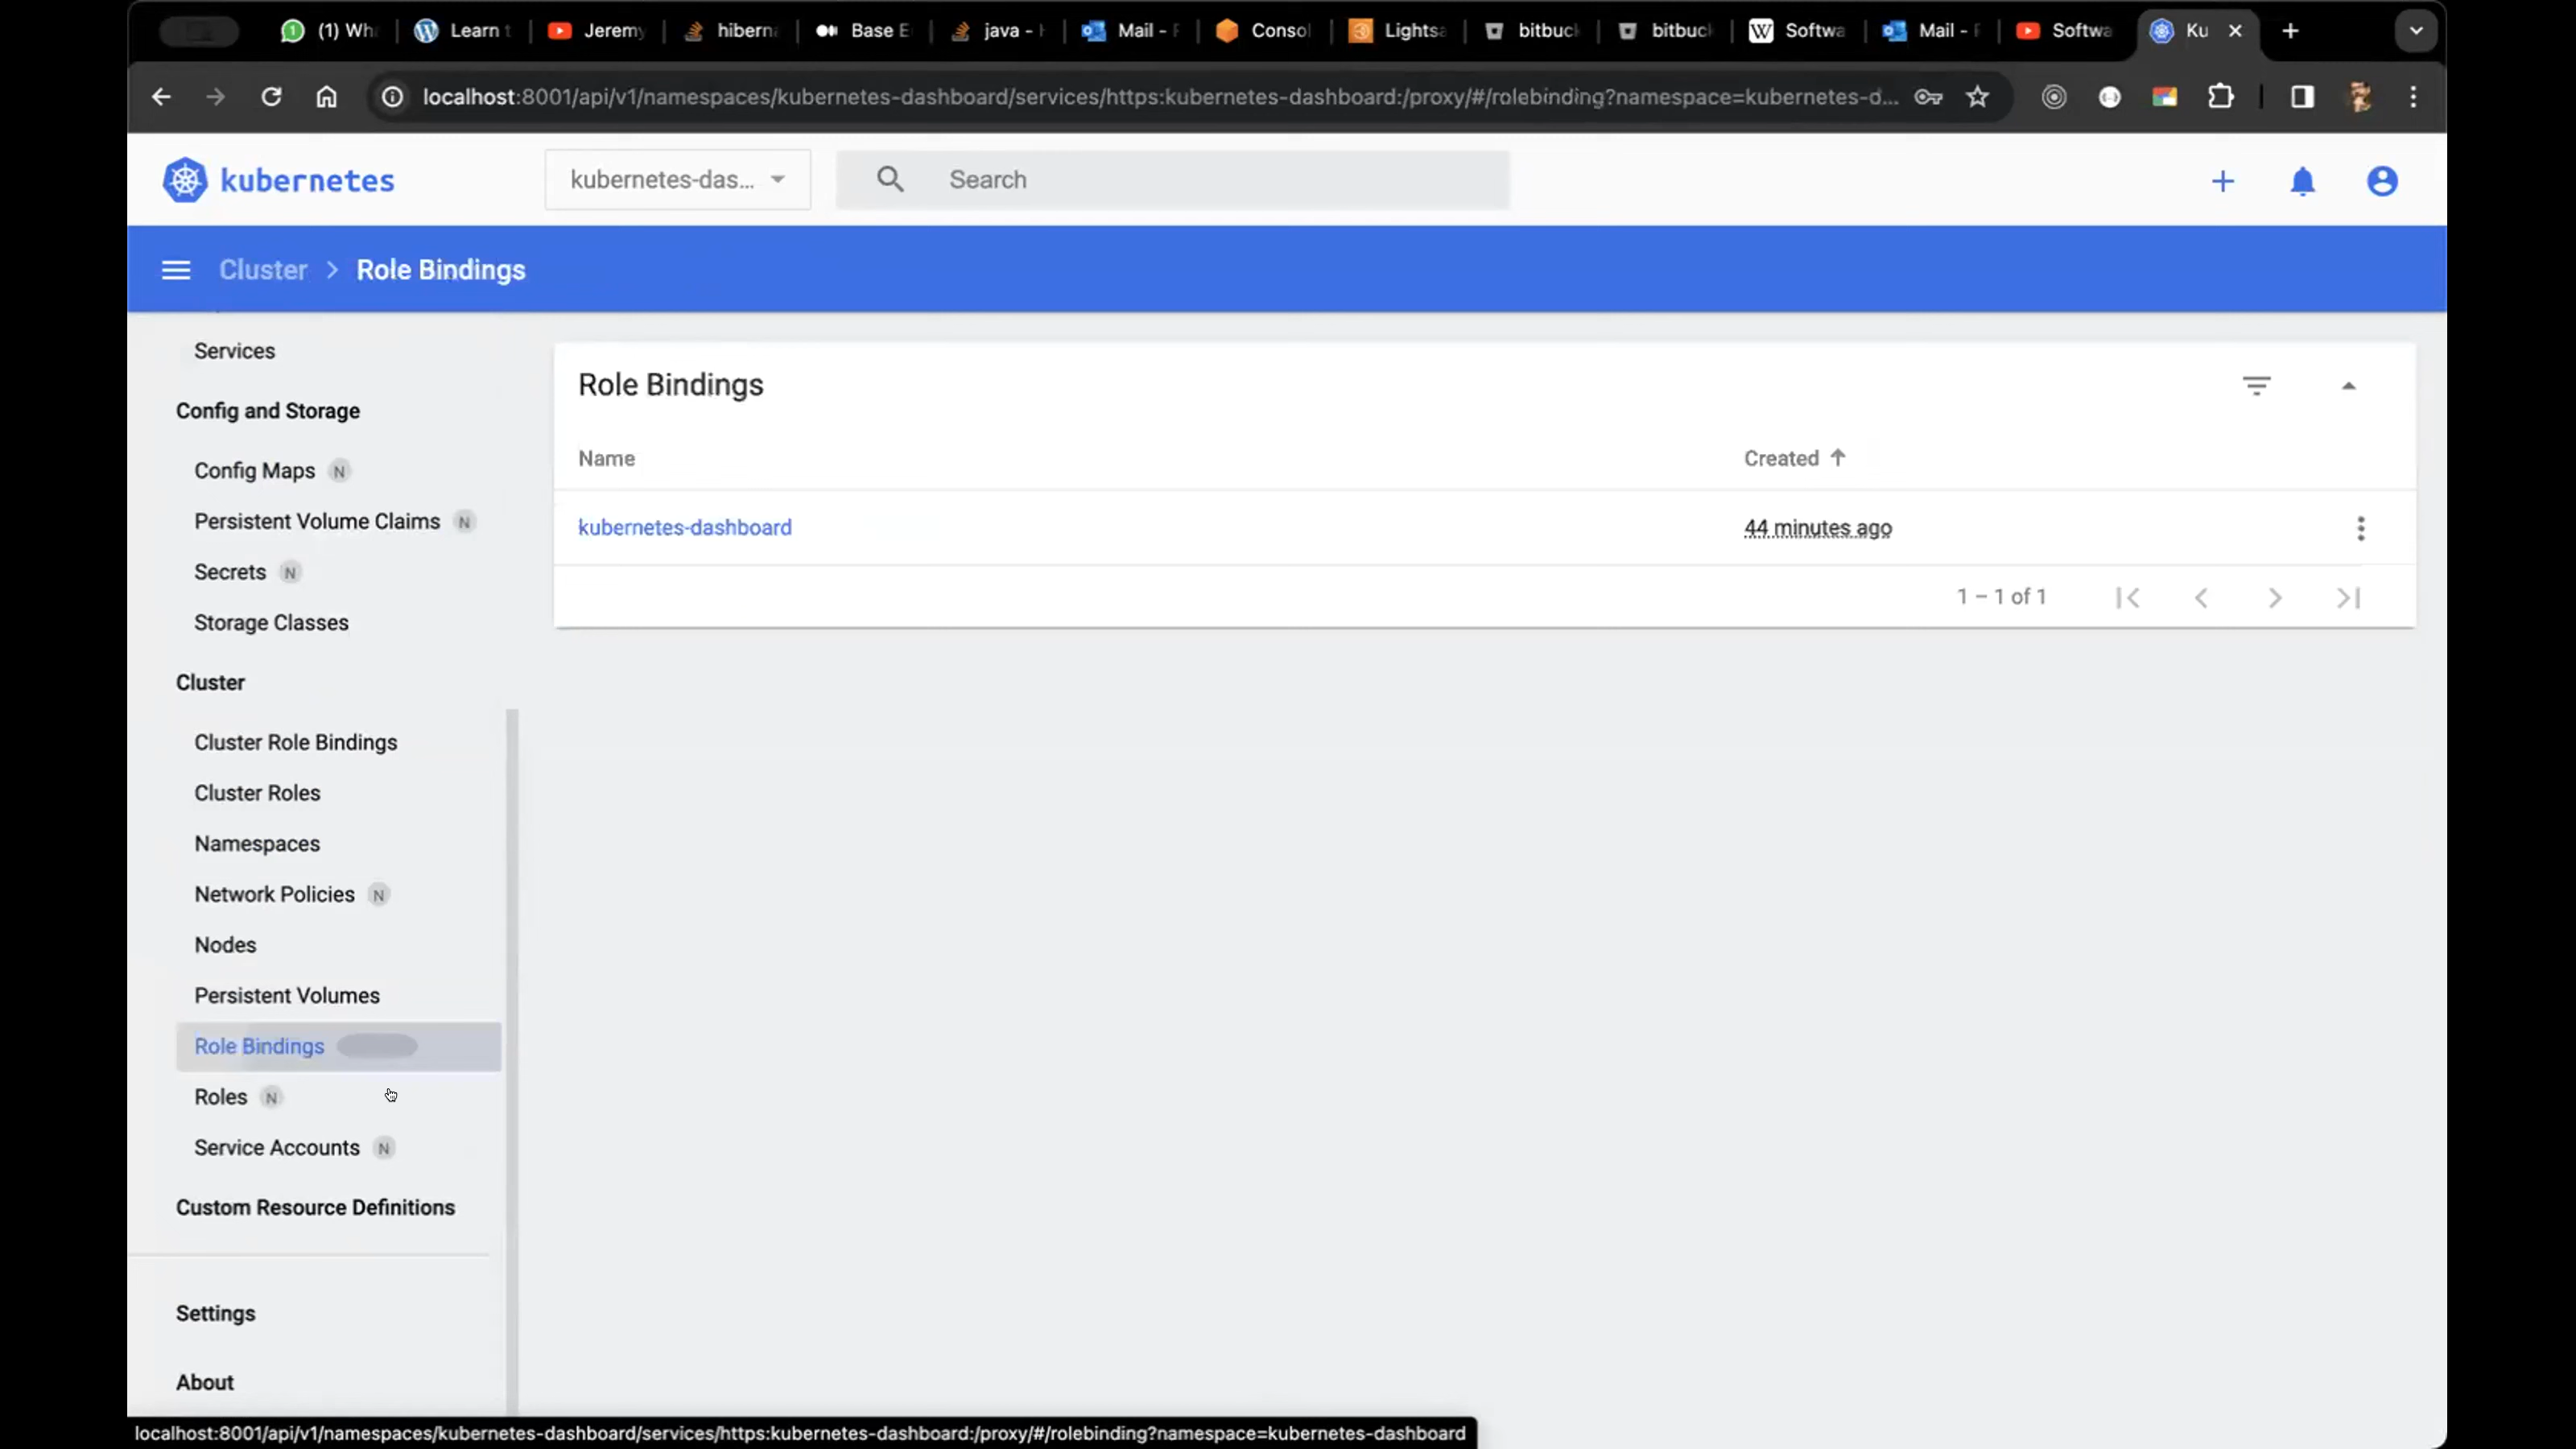 (1) Wh
Learn t
Jeremy
hiberna
Base E
java - H
Mail - F
Consol
Lightsa
bitbuck
bitbuck
Softwa
Mail - F
Softwa
Ku
localhost:8001/api/v1/namespaces/kubernetes-dashboard/services/https:kubernetes-dashboard:/proxy/#/rolebinding?namespace=kubernetes-d...
kubernetes
kubernetes-das...
Search
Cluster > Role Bindings
Services
Config and Storage
Config Maps N
Persistent Volume Claims N
Secrets N
Storage Classes
Cluster
Cluster Role Bindings
Cluster Roles
Namespaces
Network Policies N
Nodes
Persistent Volumes
Role Bindings
Roles N
Service Accounts N
Custom Resource Definitions
Settings
About
Role Bindings
Name Created
kubernetes-dashboard 44 minutes ago
1 – 1 of 1
localhost:8001/api/v1/namespaces/kubernetes-dashboard/services/https:kubernetes-dashboard:/proxy/#/rolebinding?namespace=kubernetes-dashboard